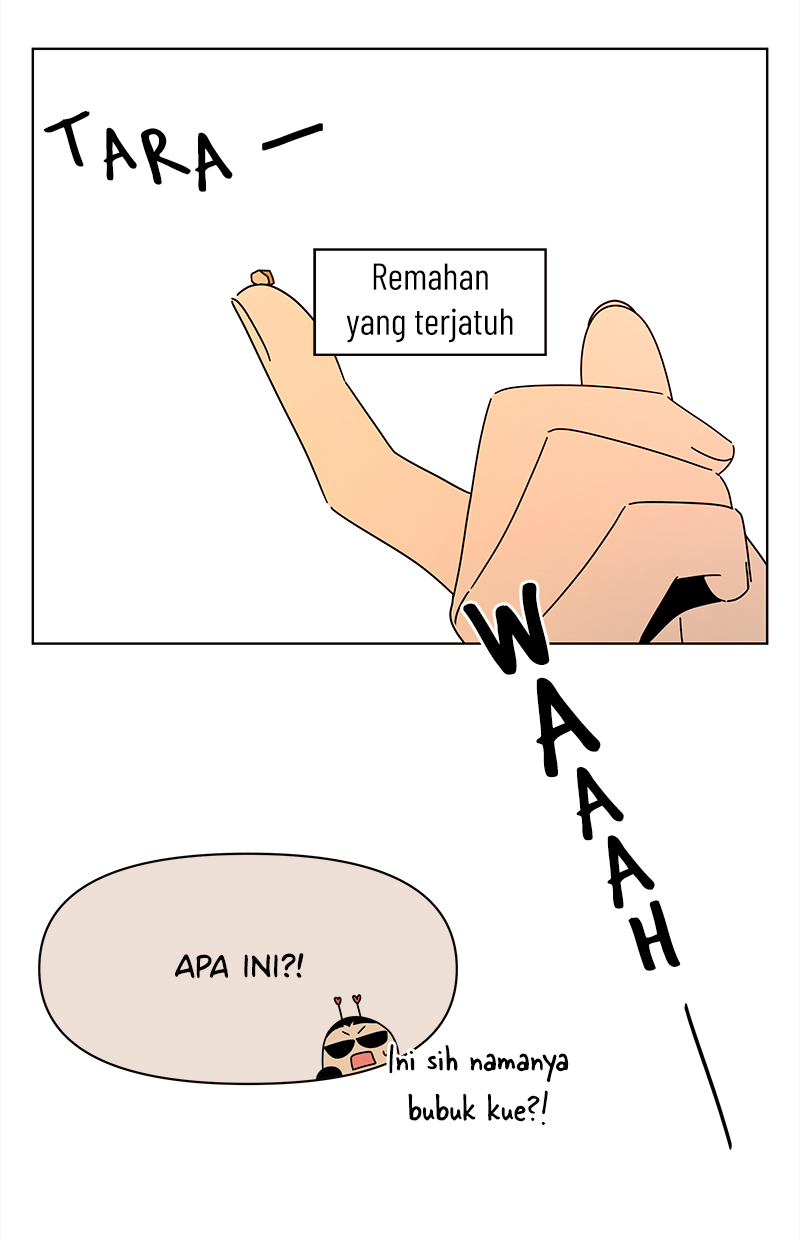 TARA —
Remahan
yang terjatuh
WAAAH —
APA INI?!
Ini sih namanya
bubuk kue?!